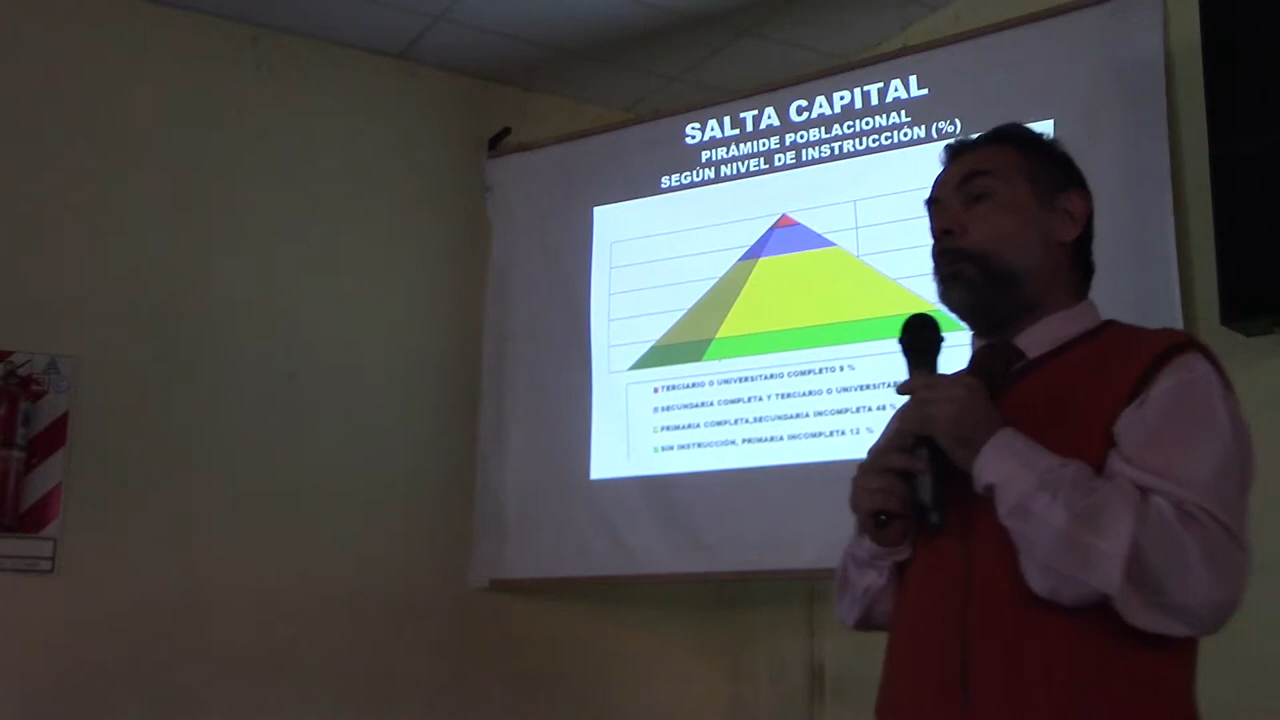 SALTA CAPITAL
PIRÁMIDE POBLACIONAL
SEGÚN NIVEL DE INSTRUCCIÓN (%)
TERCIARIO O UNIVERSITARIO COMPLETO 9 %
SECUNDARIA COMPLETA Y TERCIARIO O
PRIMARIA COMPLETA,SECUNDARIA INCOMPLETA 48 %
SIN INSTRUCCIÓN, PRIMARIA INCOMPLETA 12 %